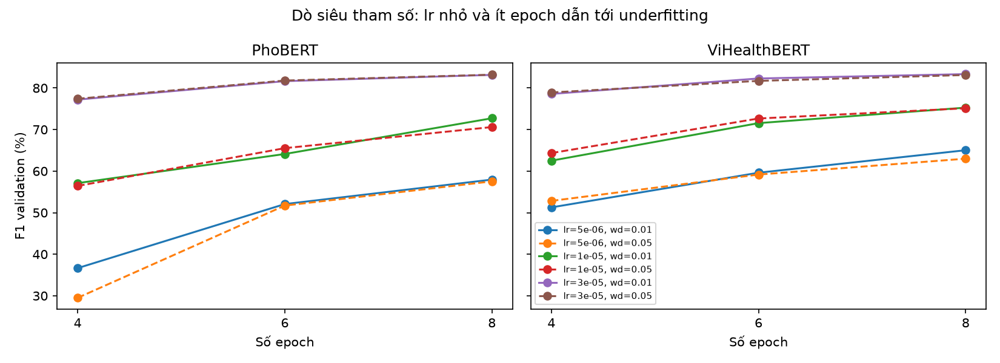 Dò siêu tham số: lr nhỏ và ít epoch dẫn tới underfitting
PhoBERT
F1 validation (%)
80
70
60
50
40
30
4
6
8
Số epoch
ViHealthBERT
lr=5e-06, wd=0.01
lr=5e-06, wd=0.05
lr=1e-05, wd=0.01
lr=1e-05, wd=0.05
lr=3e-05, wd=0.01
lr=3e-05, wd=0.05
4
6
8
Số epoch